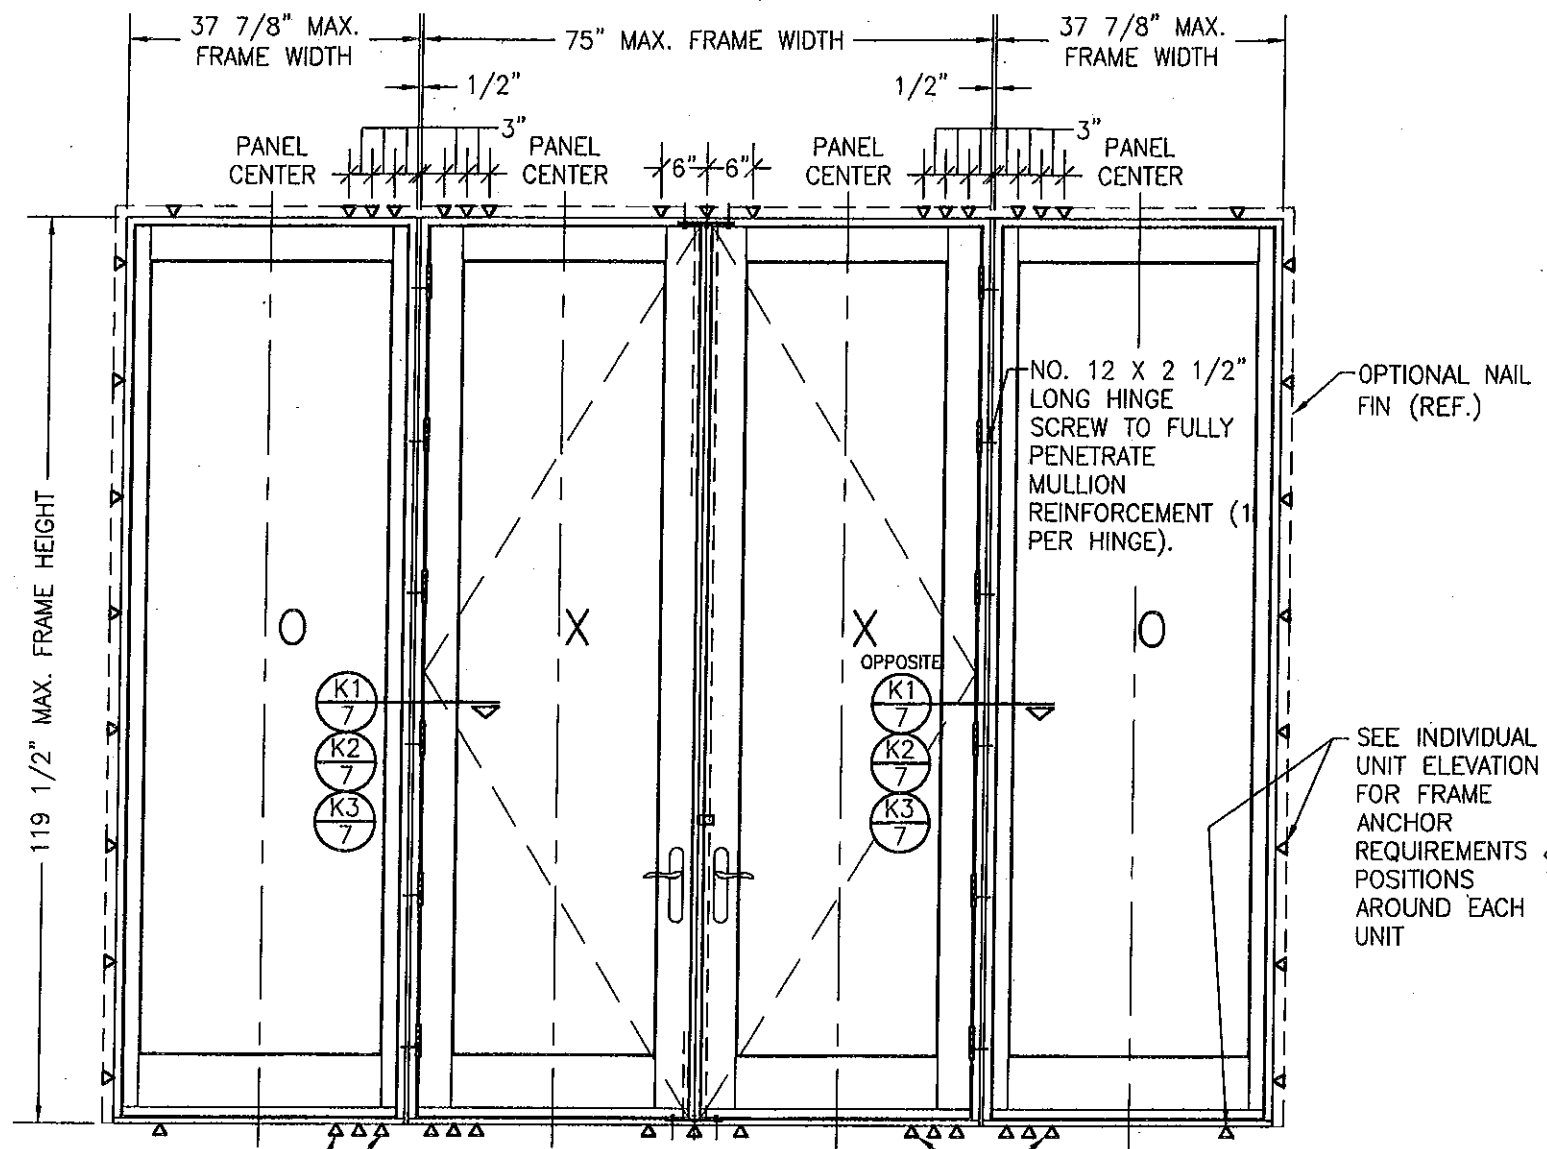 37 7/8" MAX.
FRAME WIDTH
75" MAX. FRAME WIDTH
37 7/8" MAX.
FRAME WIDTH
1/2"
1/2"
3"
3"
PANEL
CENTER
PANEL
CENTER
6"
6"
PANEL
CENTER
PANEL
CENTER
119 1/2" MAX. FRAME HEIGHT
NO. 12 X 2 1/2"
LONG HINGE
SCREW TO FULLY
PENETRATE
MULLION
REINFORCEMENT (1
PER HINGE).
OPTIONAL NAIL
FIN (REF.)
O
X
X
O
OPPOSITE
K1
7
K2
7
K3
7
K1
7
K2
7
K3
7
SEE INDIVIDUAL
UNIT ELEVATION
FOR FRAME
ANCHOR
REQUIREMENTS
POSITIONS
AROUND EACH
UNIT